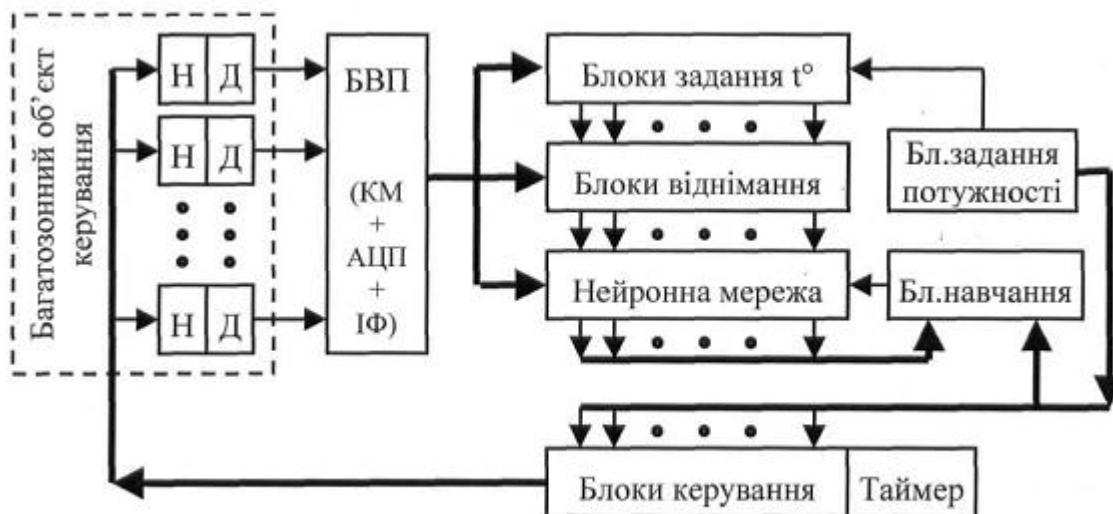 Багатозонний об’єкт
керування
Н Д
Н Д
Н Д
БВП
(КМ
+
АЦП
+
ІФ)
Блоки задання t°
Блоки віднімання
Нейронна мережа
Бл.задання
потужності
Бл.навчання
Блоки керування
Таймер